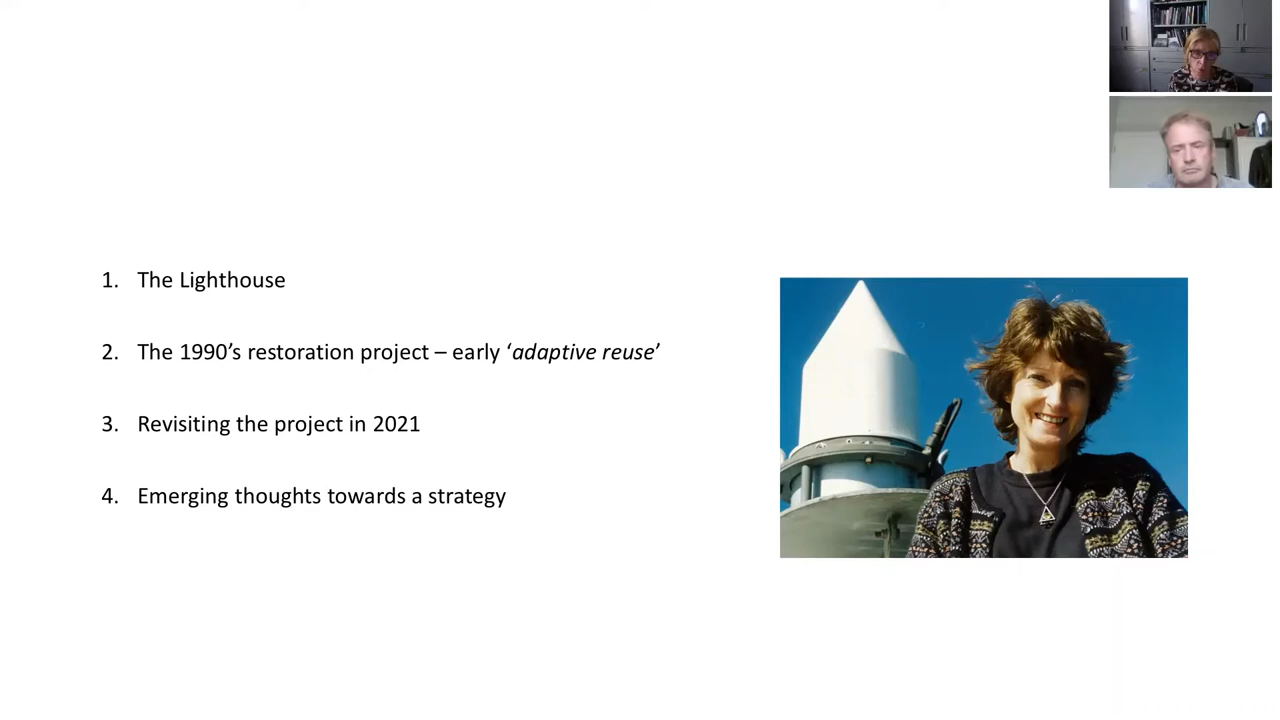 1. The Lighthouse
2. The 1990’s restoration project – early ‘adaptive reuse’
3. Revisiting the project in 2021
4. Emerging thoughts towards a strategy